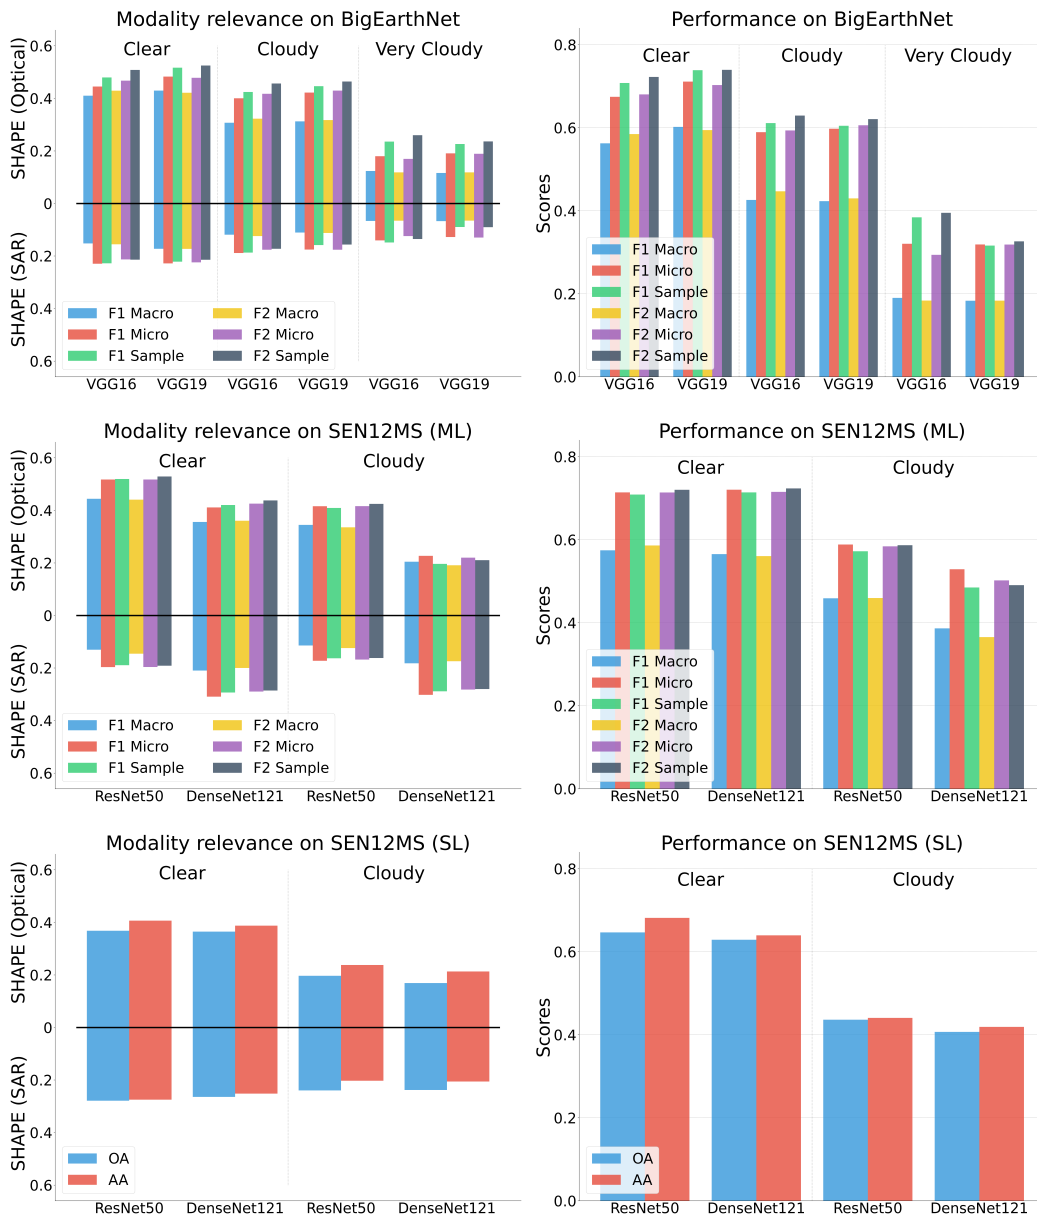 Modality relevance on BigEarthNet
Clear
Cloudy
Very Cloudy
SHAPE (Optical)
SHAPE (SAR)
0.6
0.4
0.2
0
0.2
0.4
0.6
F1 Macro
F1 Micro
F1 Sample
F2 Macro
F2 Micro
F2 Sample
VGG16 VGG19 VGG16 VGG19 VGG16 VGG19
Performance on BigEarthNet
Clear
Cloudy
Very Cloudy
Scores
0.8
0.6
0.4
0.2
0.0
F1 Macro
F1 Micro
F1 Sample
F2 Macro
F2 Micro
F2 Sample
VGG16 VGG19 VGG16 VGG19 VGG16 VGG19
Modality relevance on SEN12MS (ML)
Clear
Cloudy
SHAPE (Optical)
SHAPE (SAR)
0.6
0.4
0.2
0
0.2
0.4
0.6
F1 Macro
F1 Micro
F1 Sample
F2 Macro
F2 Micro
F2 Sample
ResNet50 DenseNet121 ResNet50 DenseNet121
Performance on SEN12MS (ML)
Clear
Cloudy
Scores
0.8
0.6
0.4
0.2
0.0
F1 Macro
F1 Micro
F1 Sample
F2 Macro
F2 Micro
F2 Sample
ResNet50 DenseNet121 ResNet50 DenseNet121
Modality relevance on SEN12MS (SL)
Clear
Cloudy
SHAPE (Optical)
SHAPE (SAR)
0.6
0.4
0.2
0
0.2
0.4
0.6
OA
AA
ResNet50 DenseNet121 ResNet50 DenseNet121
Performance on SEN12MS (SL)
Clear
Cloudy
Scores
0.8
0.6
0.4
0.2
0.0
OA
AA
ResNet50 DenseNet121 ResNet50 DenseNet121